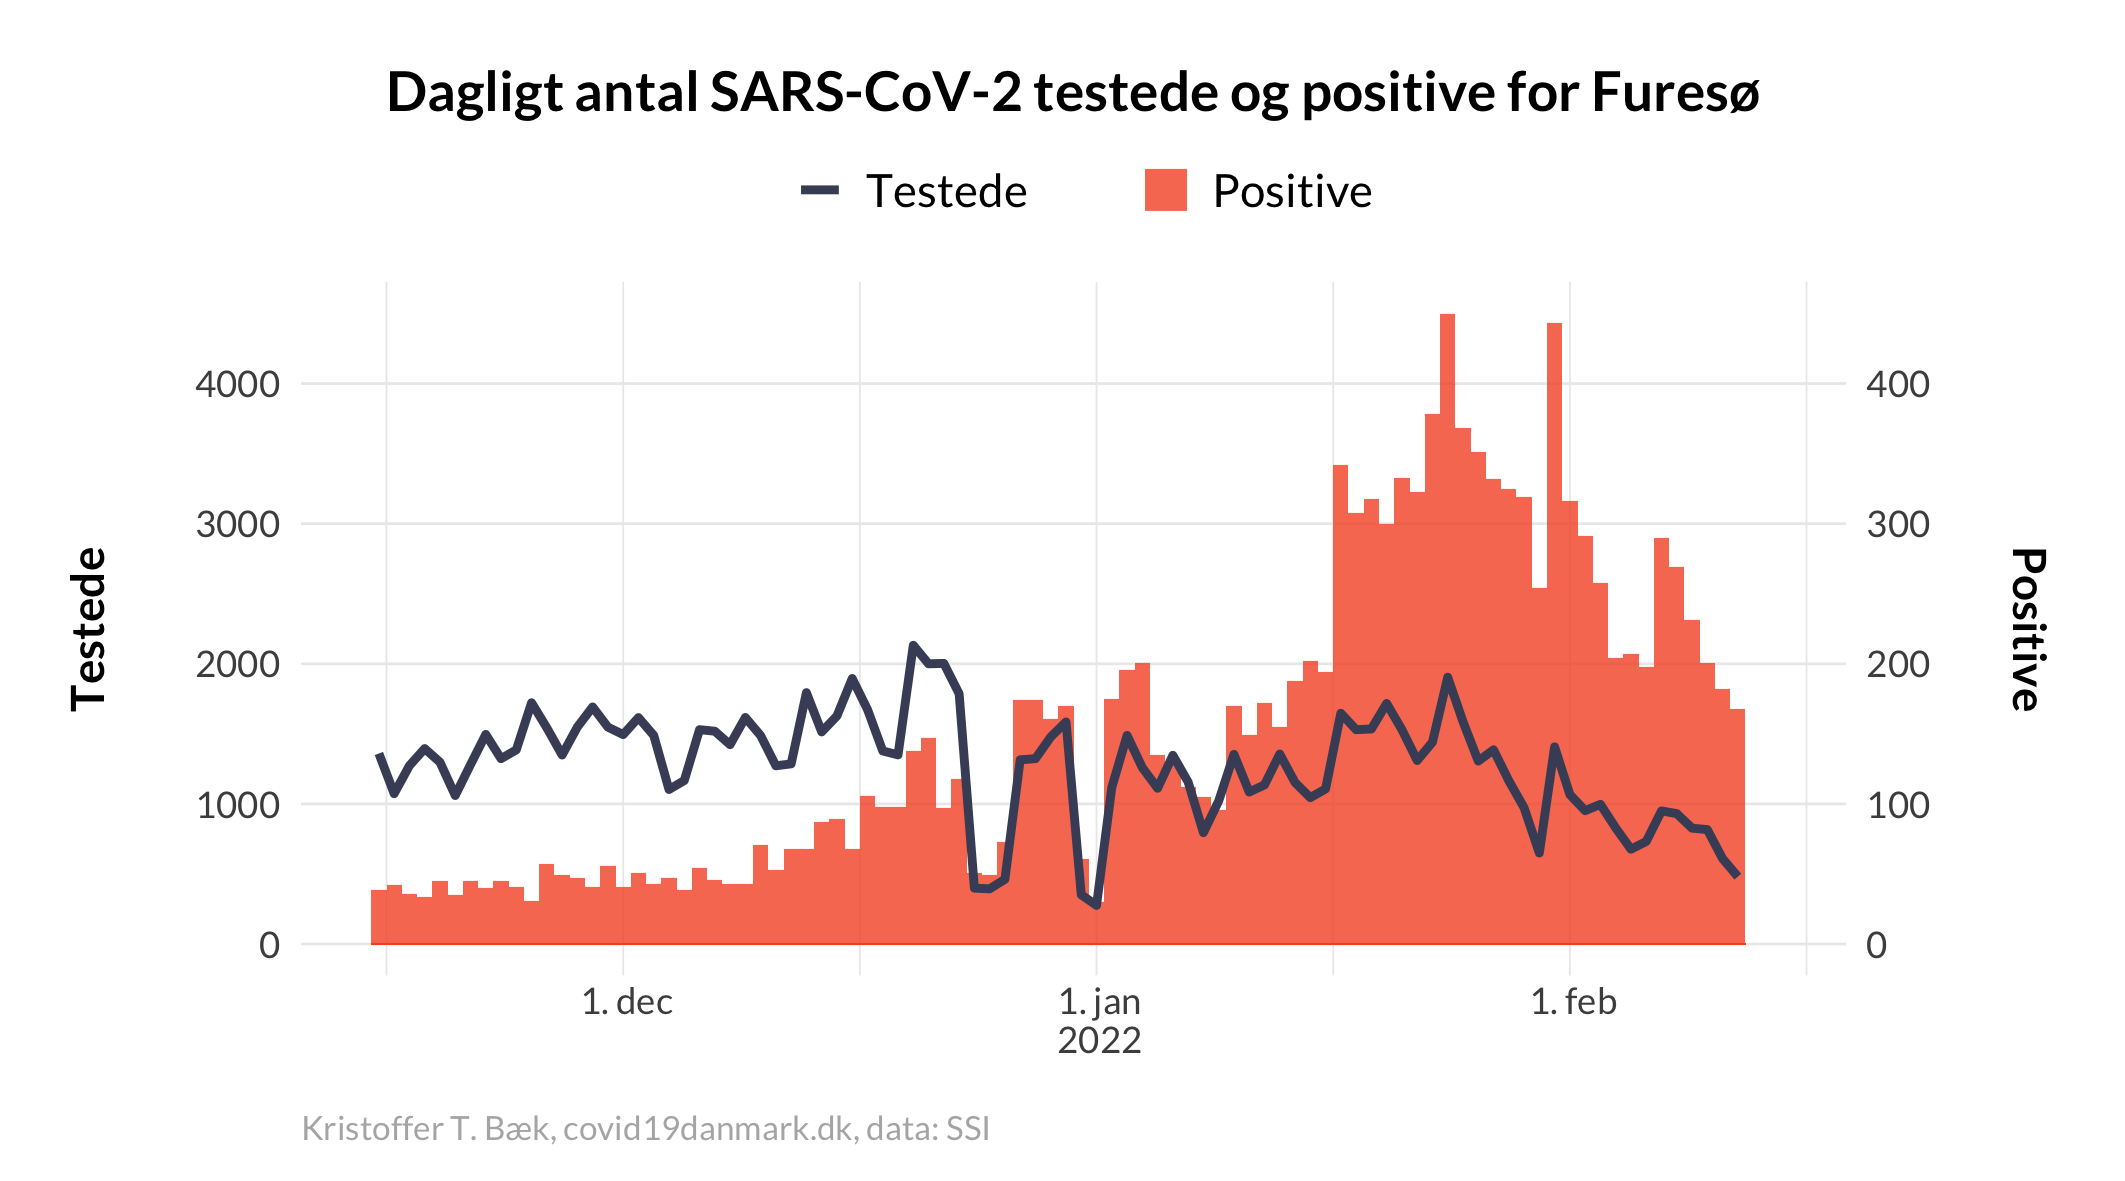 Dagligt antal SARS-CoV-2 testede og positive for Furesø
Testede Positive
Testede
4000
3000
2000
1000
0
400
300
200
100
0
Positive
1. dec
1. jan
2022
1. feb
Kristoffer T. Bæk, covid19danmark.dk, data: SSI